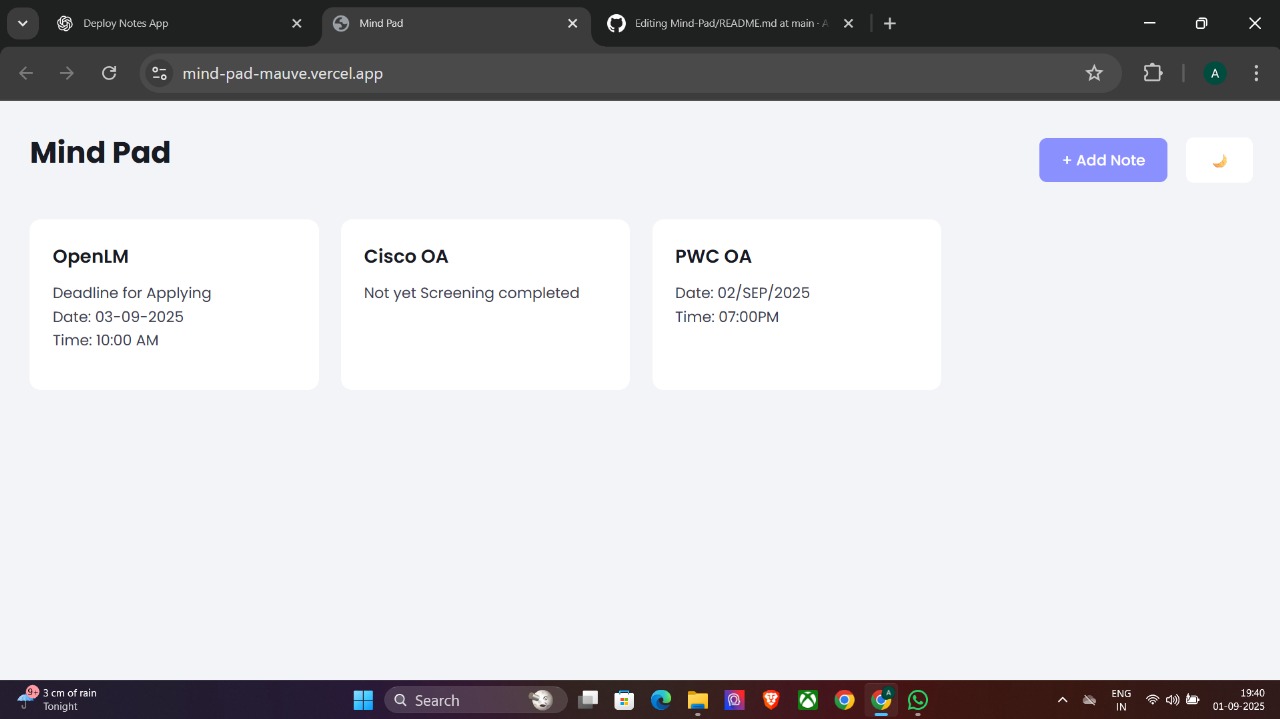 Deploy Notes App
Mind Pad
Editing Mind-Pad/README.md at main · A
mind-pad-mauve.vercel.app
A
Mind Pad
+ Add Note
OpenLM
Deadline for Applying
Date: 03-09-2025
Time: 10:00 AM
Cisco OA
Not yet Screening completed
PWC OA
Date: 02/SEP/2025
Time: 07:00PM
9+
3 cm of rain
Tonight
Search
A
ENG
IN
19:40
01-09-2025